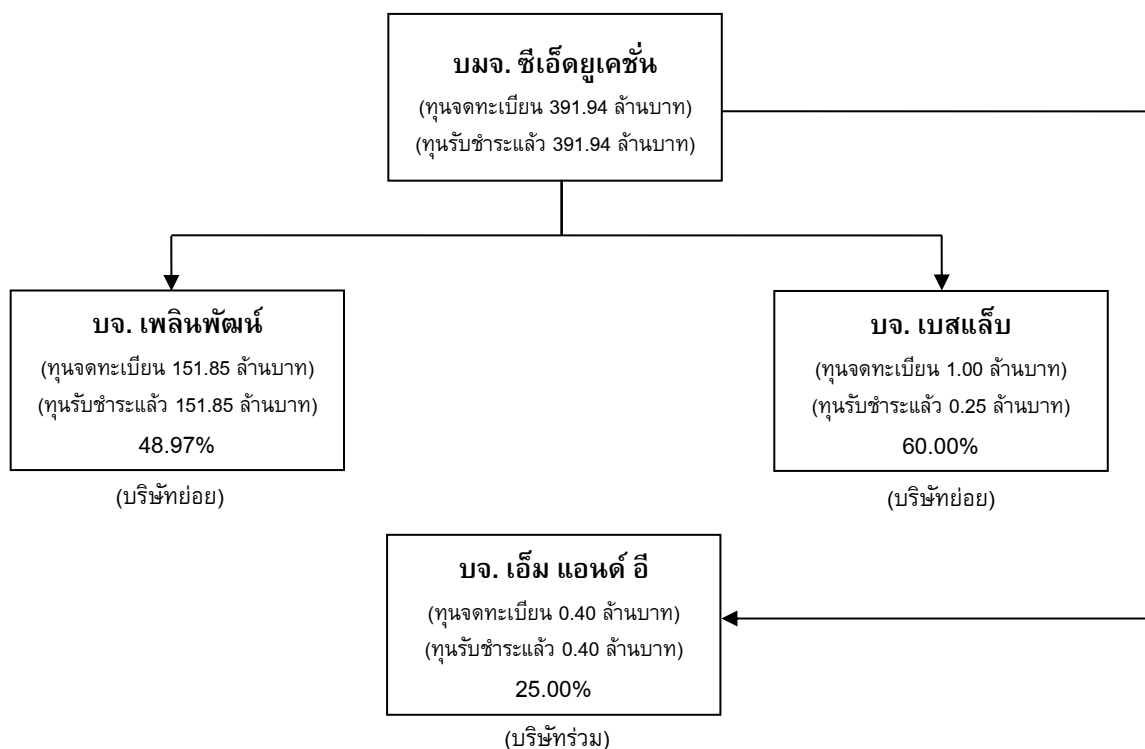 บมจ. ซีเอ็ดยูเคชั่น
(ทุนจดทะเบียน 391.94 ล้านบาท)
(ทุนรับชำระแล้ว 391.94 ล้านบาท)
บจ. เพลินพัฒน์
(ทุนจดทะเบียน 151.85 ล้านบาท)
(ทุนรับชำระแล้ว 151.85 ล้านบาท)
48.97%
(บริษัทย่อย)
บจ. เบสแล็บ
(ทุนจดทะเบียน 1.00 ล้านบาท)
(ทุนรับชำระแล้ว 0.25 ล้านบาท)
60.00%
(บริษัทย่อย)
บจ. เอ็ม แอนด์ อี
(ทุนจดทะเบียน 0.40 ล้านบาท)
(ทุนรับชำระแล้ว 0.40 ล้านบาท)
25.00%
(บริษัทร่วม)